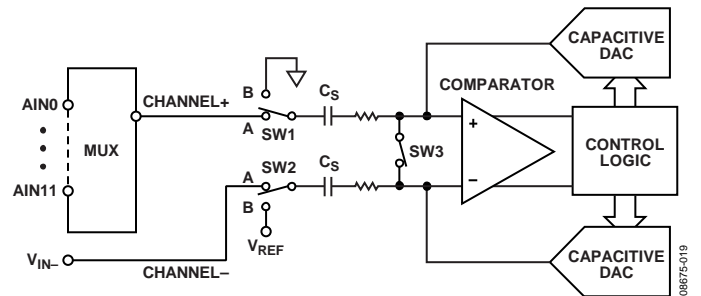 CAPACITIVE
DAC
B
CS
COMPARATOR
AIN0
CHANNEL+
A
SW1
+
MUX
SW3
CONTROL
LOGIC
AIN11
A
SW2
CS
–
B
VREF
VIN–
CHANNEL–
CAPACITIVE
DAC
08675-019